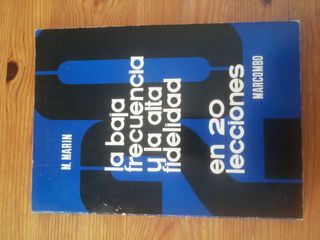 M. MARIN
la baja
frecuencia
y la alta
fidelidad
en 20
lecciones
MARCOMBO